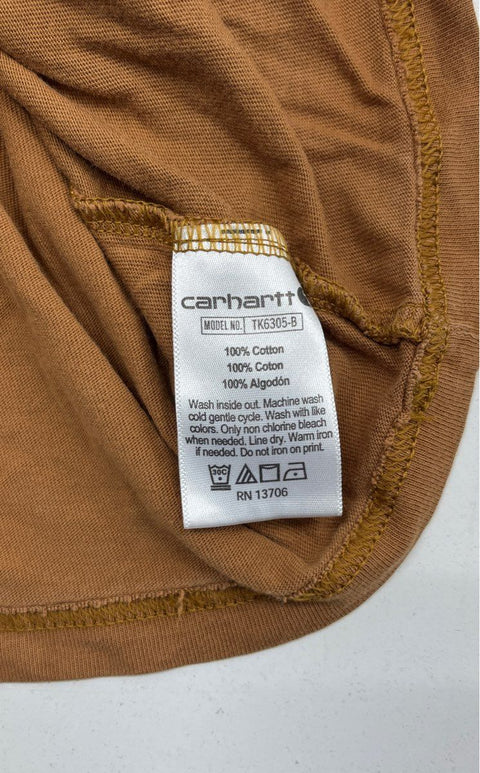 carhartt
MODEL NO. TK6305-B
100% Cotton
100% Coton
100% Algodón
Wash inside out. Machine wash
cold gentle cycle. Wash with like
colors. Only non chlorine bleach
when needed. Line dry. Warm iron
if needed. Do not iron on print.
30C
RN 13706